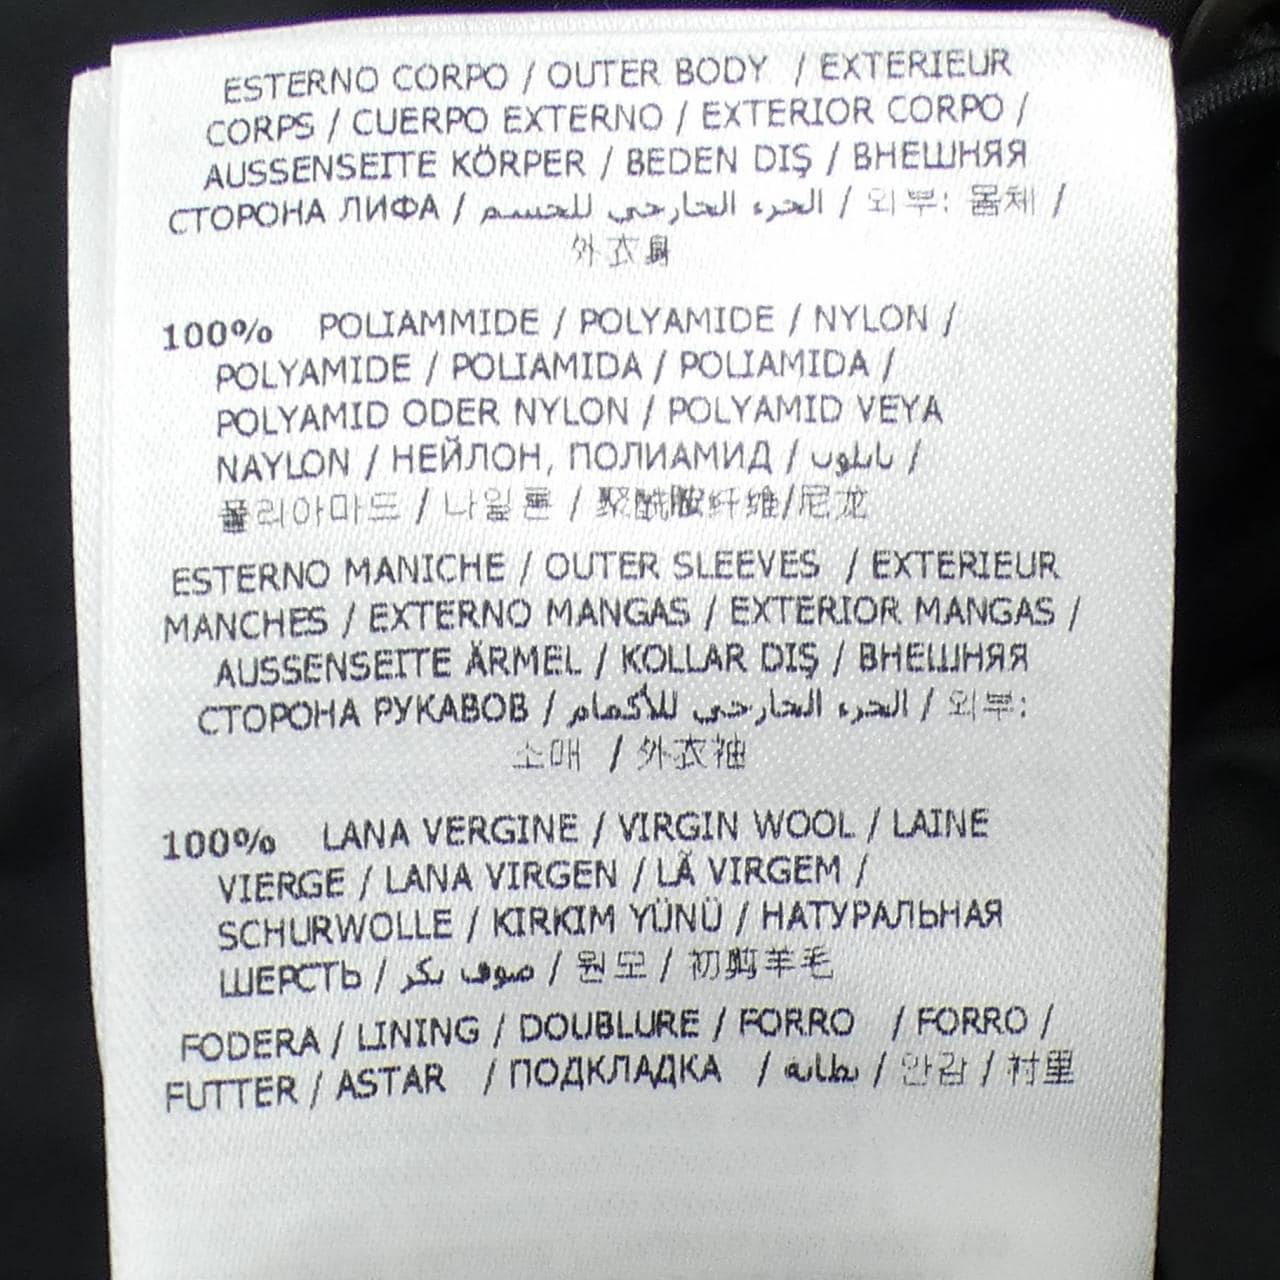 ESTERNO CORPO / OUTER BODY / EXTERIEUR
CORPS / CUERPO EXTERNO / EXTERIOR CORPO /
AUSSENSEITE KÖRPER / BEDEN DIŞ / ВНЕШНЯЯ
СТОРОНА ЛИФА / الجزء الخارجي للجسم / 외부: 몸체 /
外衣身
100% POLIAMMIDE / POLYAMIDE / NYLON /
POLYAMIDE / POLIAMIDA / POLIAMIDA /
POLYAMID ODER NYLON / POLYAMID VEYA
NAYLON / НЕЙЛОН, ПОЛИАМИД / نايلون /
폴리아마드 / 나일론 / 聚酰胺纤维/尼龙
ESTERNO MANICHE / OUTER SLEEVES / EXTERIEUR
MANCHES / EXTERNO MANGAS / EXTERIOR MANGAS /
AUSSENSEITE ÄRMEL / KOLLAR DIŞ / ВНЕШНЯЯ
СТОРОНА РУКАВОВ / الجزء الخارجي للأكمام / 외부:
소매 / 外衣袖
100% LANA VERGINE / VIRGIN WOOL / LAINE
VIERGE / LANA VIRGEN / LÃ VIRGEM /
SCHURWOLLE / KIRKIM YÜNÜ / НАТУРАЛЬНАЯ
ШЕРСТЬ / صوف بكر / 원모 / 初剪羊毛
FODERA / LINING / DOUBLURE / FORRO / FORRO /
FUTTER / ASTAR / ПОДКЛАДКА / بطانة / 안감 / 村里